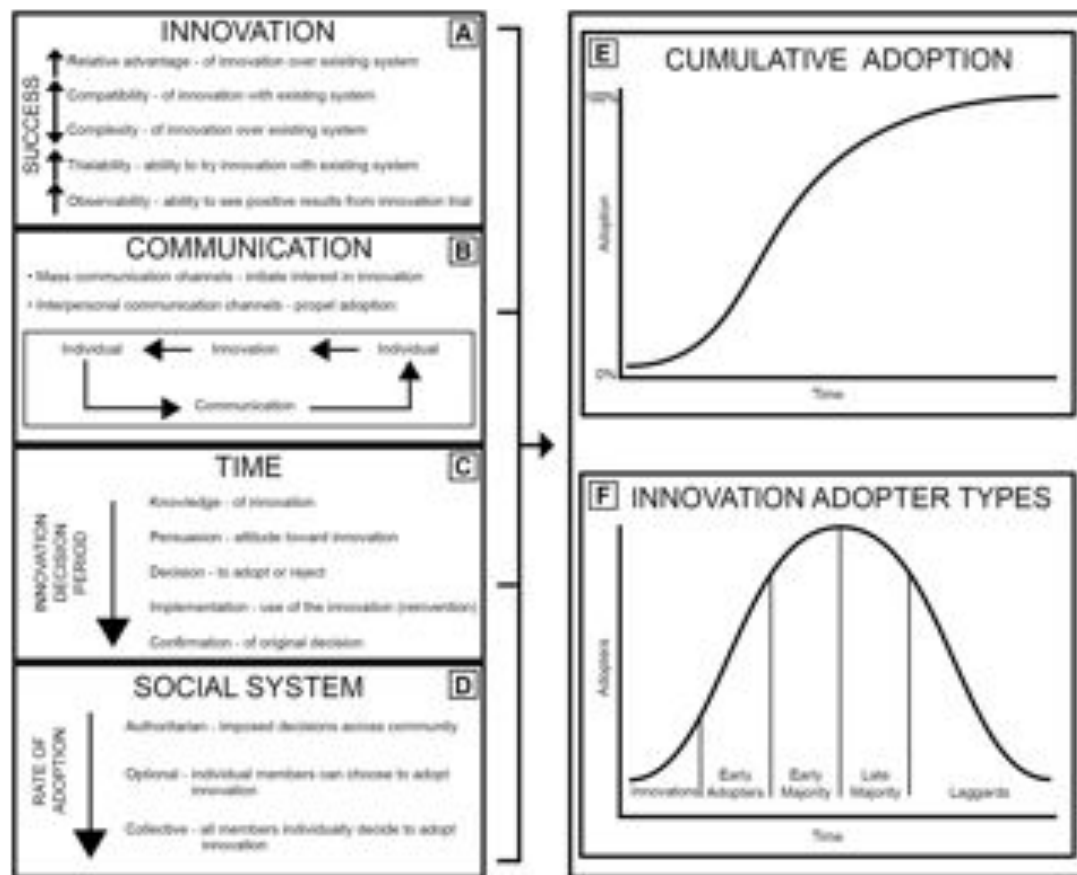 INNOVATION A
SUCCESS
Relative advantage - of innovation over existing system
Compatibility - of innovation with existing system
Complexity - of innovation over existing system
Trialability - ability to try innovation with existing system
Observability - ability to see positive results from innovation trial
COMMUNICATION B
• Mass communication channels - initiate interest in innovation
• Interpersonal communication channels - propel adoption
Individual Innovation Individual
Communication
TIME C
INNOVATION
DECISION
PERIOD
Knowledge - of innovation
Persuasion - attitude toward innovation
Decision - to adopt or reject
Implementation - use of the innovation (reinvention)
Confirmation - of original decision
SOCIAL SYSTEM D
RATE OF
ADOPTION
Authoritarian - imposed decisions across community
Optional - individual members can choose to adopt
innovation
Collective - all members individually decide to adopt
innovation
E CUMULATIVE ADOPTION
100%
Adoption
0%
Time
F INNOVATION ADOPTER TYPES
Adopters
Innovations
Early
Adopters
Early
Majority
Late
Majority
Laggards
Time